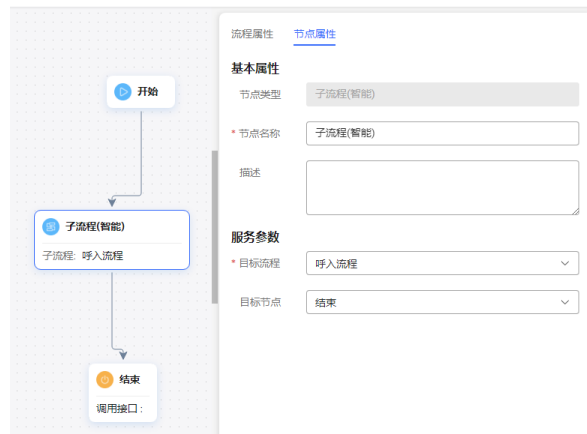 开始
子流程(智能)
子流程: 呼入流程
结束
调用接口 :
流程属性 节点属性
基本属性
节点类型 子流程(智能)
* 节点名称 子流程(智能)
描述
服务参数
* 目标流程 呼入流程
目标节点 结束